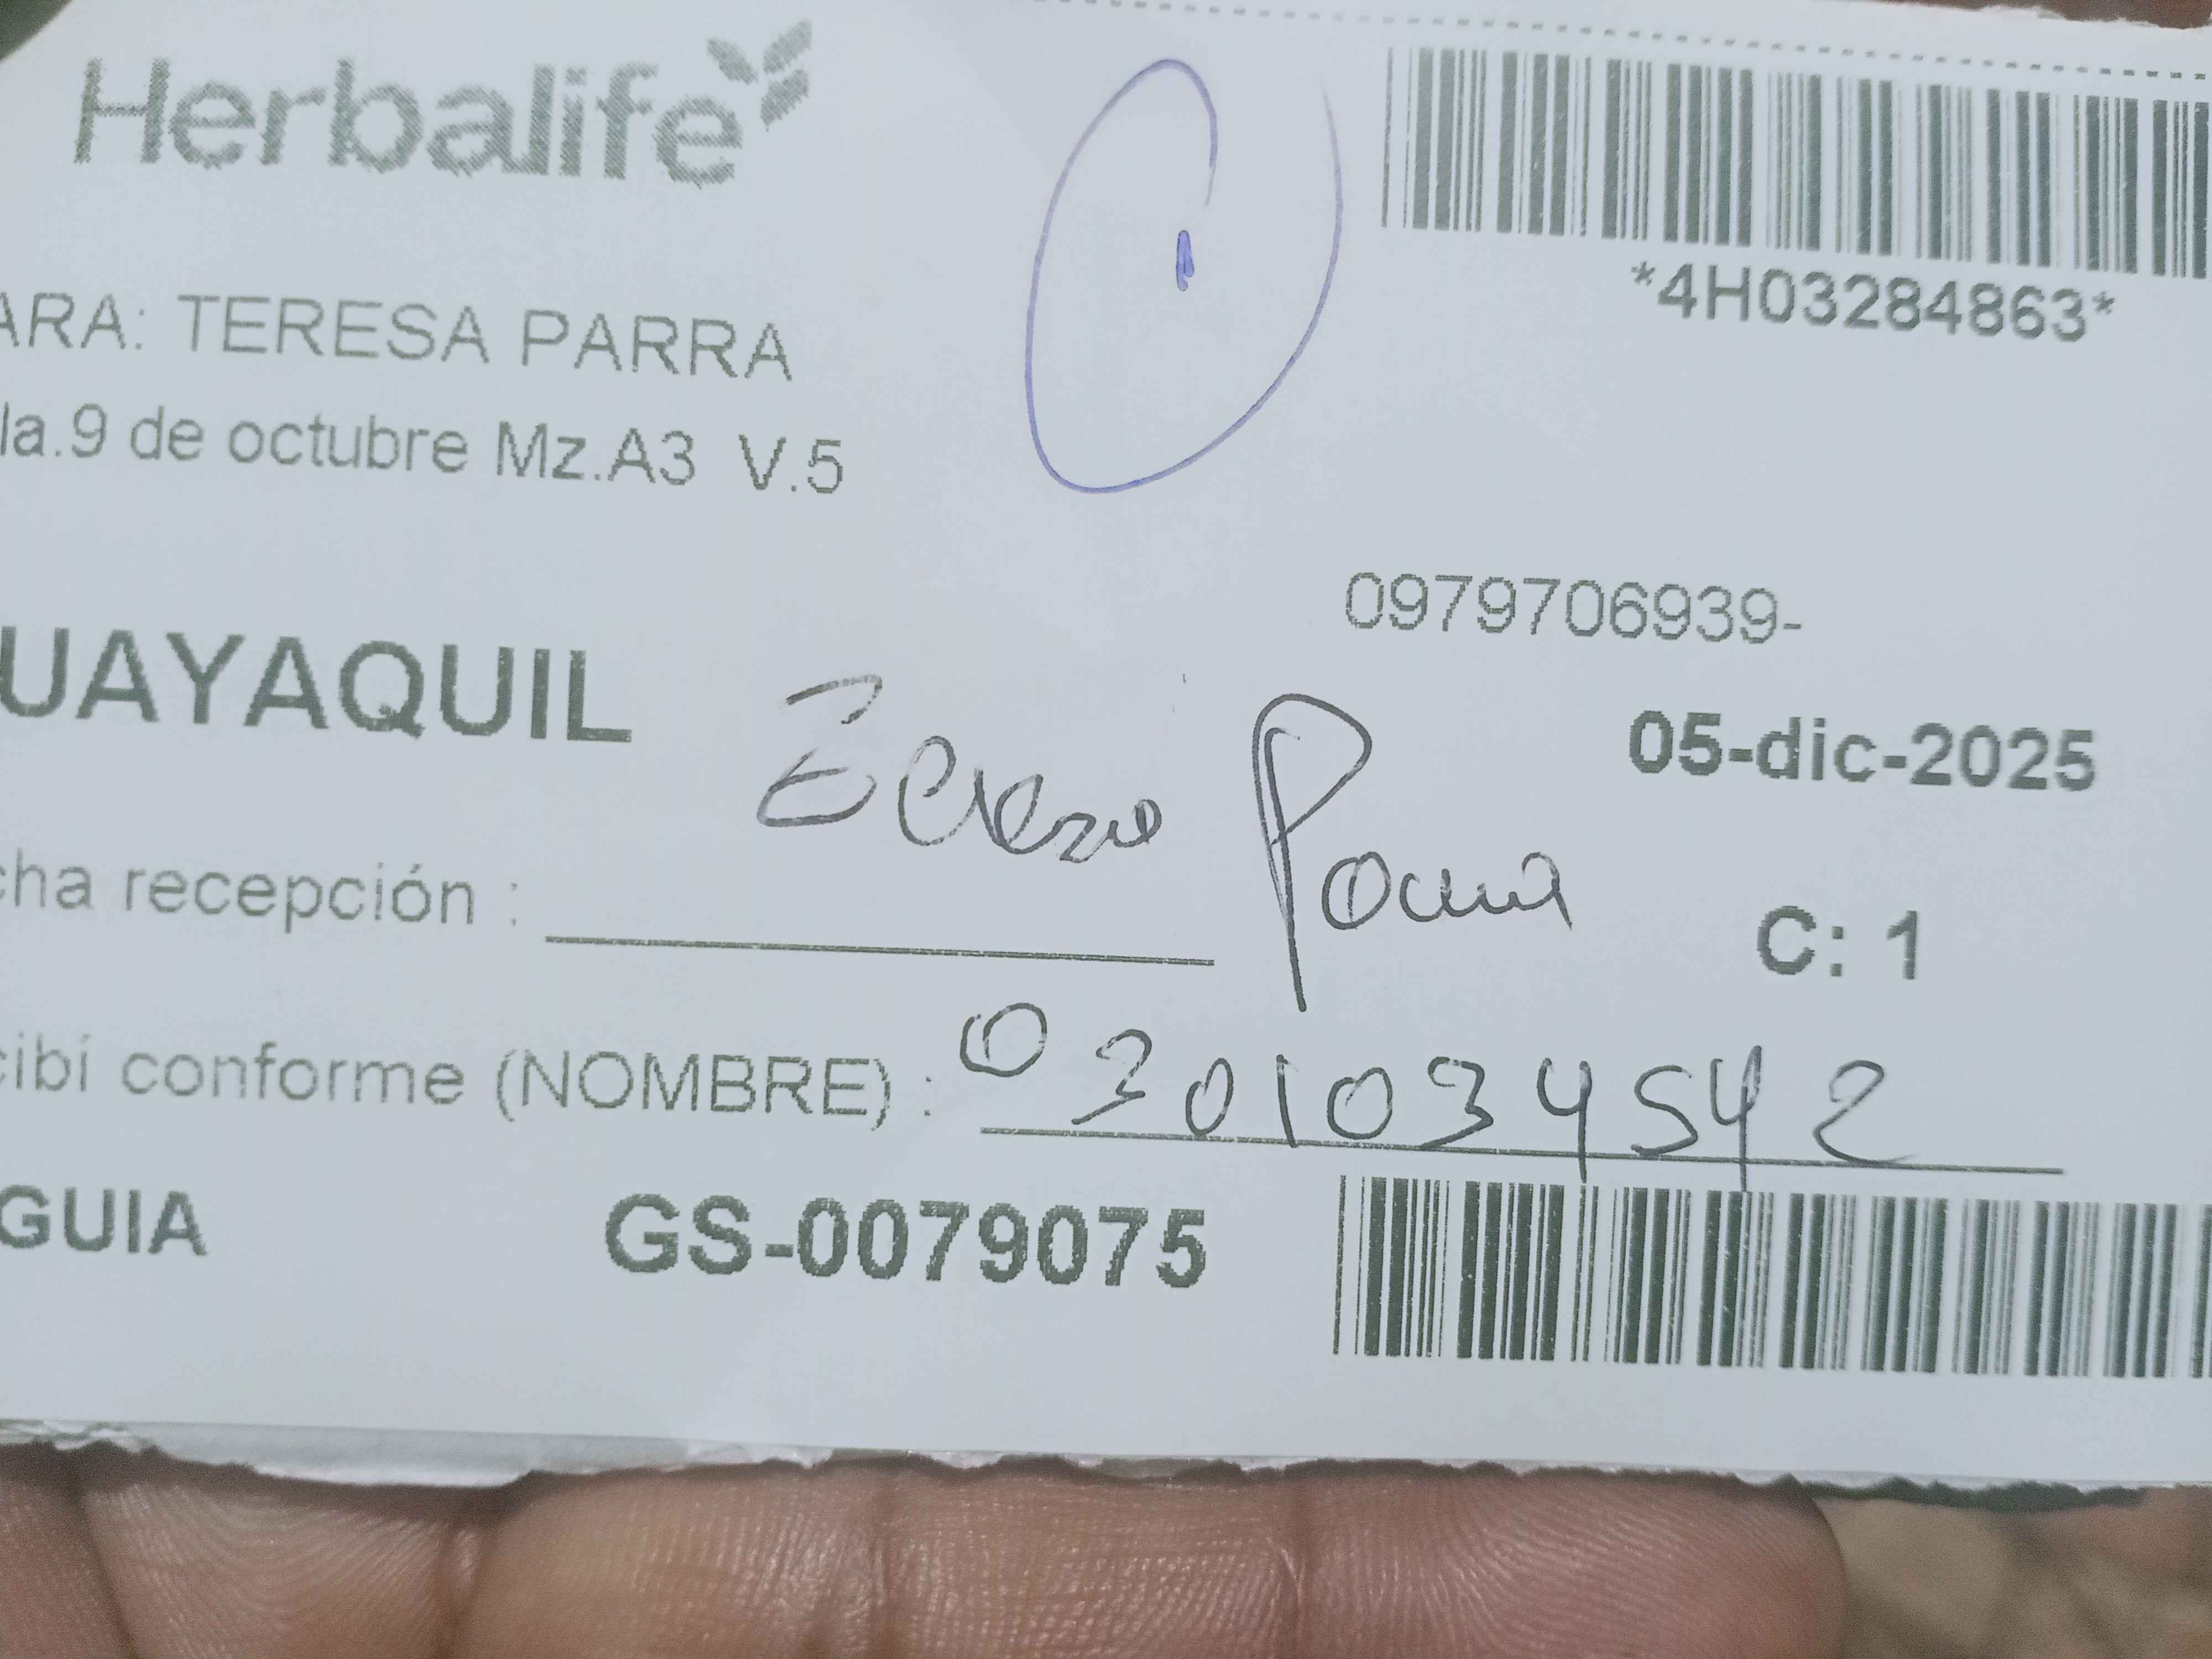 Herbalife
*4H03284863*
ARA: TERESA PARRA
la.9 de octubre Mz.A3 V.5
0979706939-
UAYAQUIL
05-dic-2025
cha recepción :
C: 1
cibí conforme (NOMBRE) : 0301034542
GUIA GS-0079075